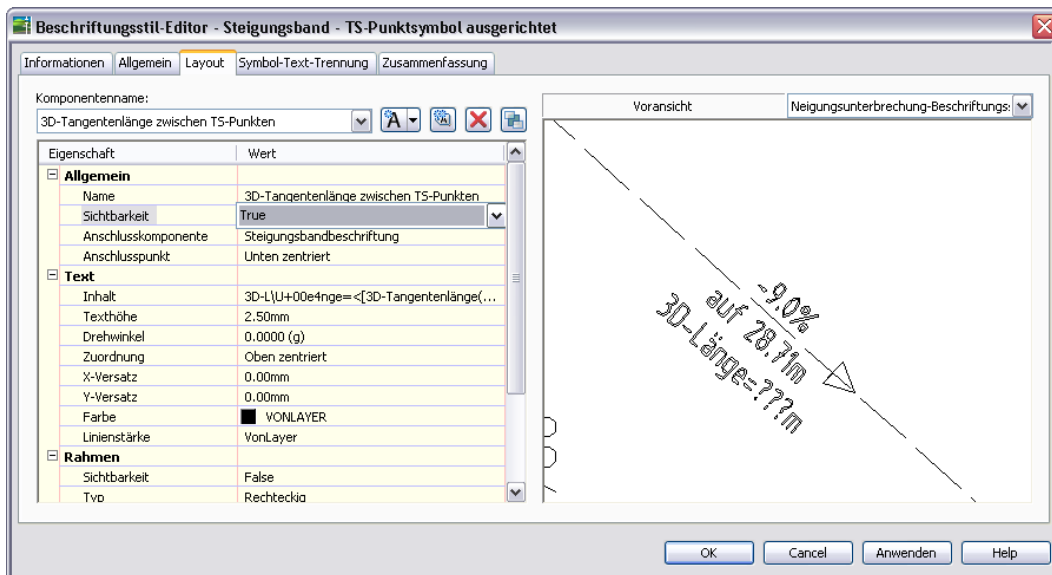 Beschriftungsstil-Editor - Steigungsband - TS-Punktsymbol ausgerichtet
Informationen Allgemein Layout Symbol-Text-Trennung Zusammenfassung
Komponentenname:
3D-Tangentenlänge zwischen TS-Punkten
Eigenschaft Wert
Allgemein
Name 3D-Tangentenlänge zwischen TS-Punkten
Sichtbarkeit True
Anschlusskomponente Steigungsbandbeschriftung
Anschlusspunkt Unten zentriert
Text
Inhalt 3D-L\U+00e4nge=<[3D-Tangentenlänge(...
Texthöhe 2.50mm
Drehwinkel 0.0000 (g)
Zuordnung Oben zentriert
X-Versatz 0.00mm
Y-Versatz 0.00mm
Farbe VONLAYER
Linienstärke VonLayer
Rahmen
Sichtbarkeit False
Typ Rechteckig
Voransicht Neigungsunterbrechung-Beschriftungs:
-9.0%
auf 28.71m
3D-Länge=???m
OK Cancel Anwenden Help